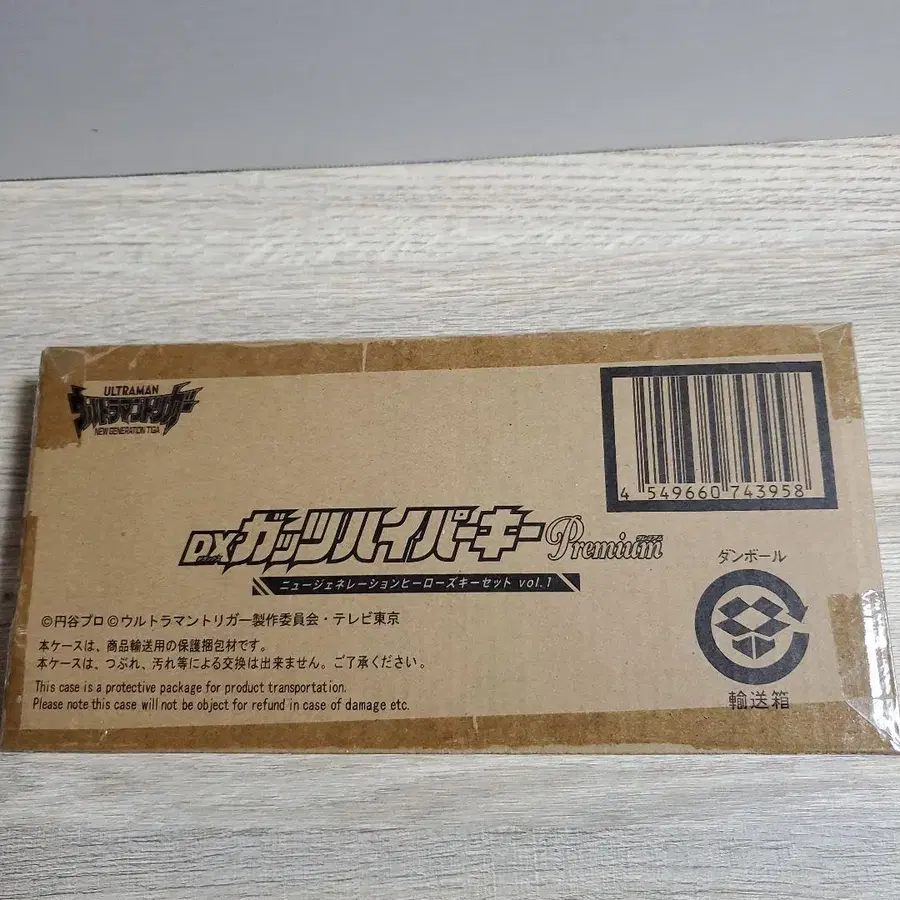 ULTRAMAN
ウルトラマントリガー
NEW GENERATION TIGA
4 549660 743958
DXガッツハイパーキー Premium
ニュージェネレーションヒーローズキーセット vol.1
ダンボール
©円谷プロ ©ウルトラマントリガー製作委員会・テレビ東京
本ケースは、商品輸送用の保護梱包材です。
本ケースは、つぶれ、汚れ等による交換は出来ません。ご了承ください。
This case is a protective package for product transportation.
Please note this case will not be object for refund in case of damage etc.
輸送箱